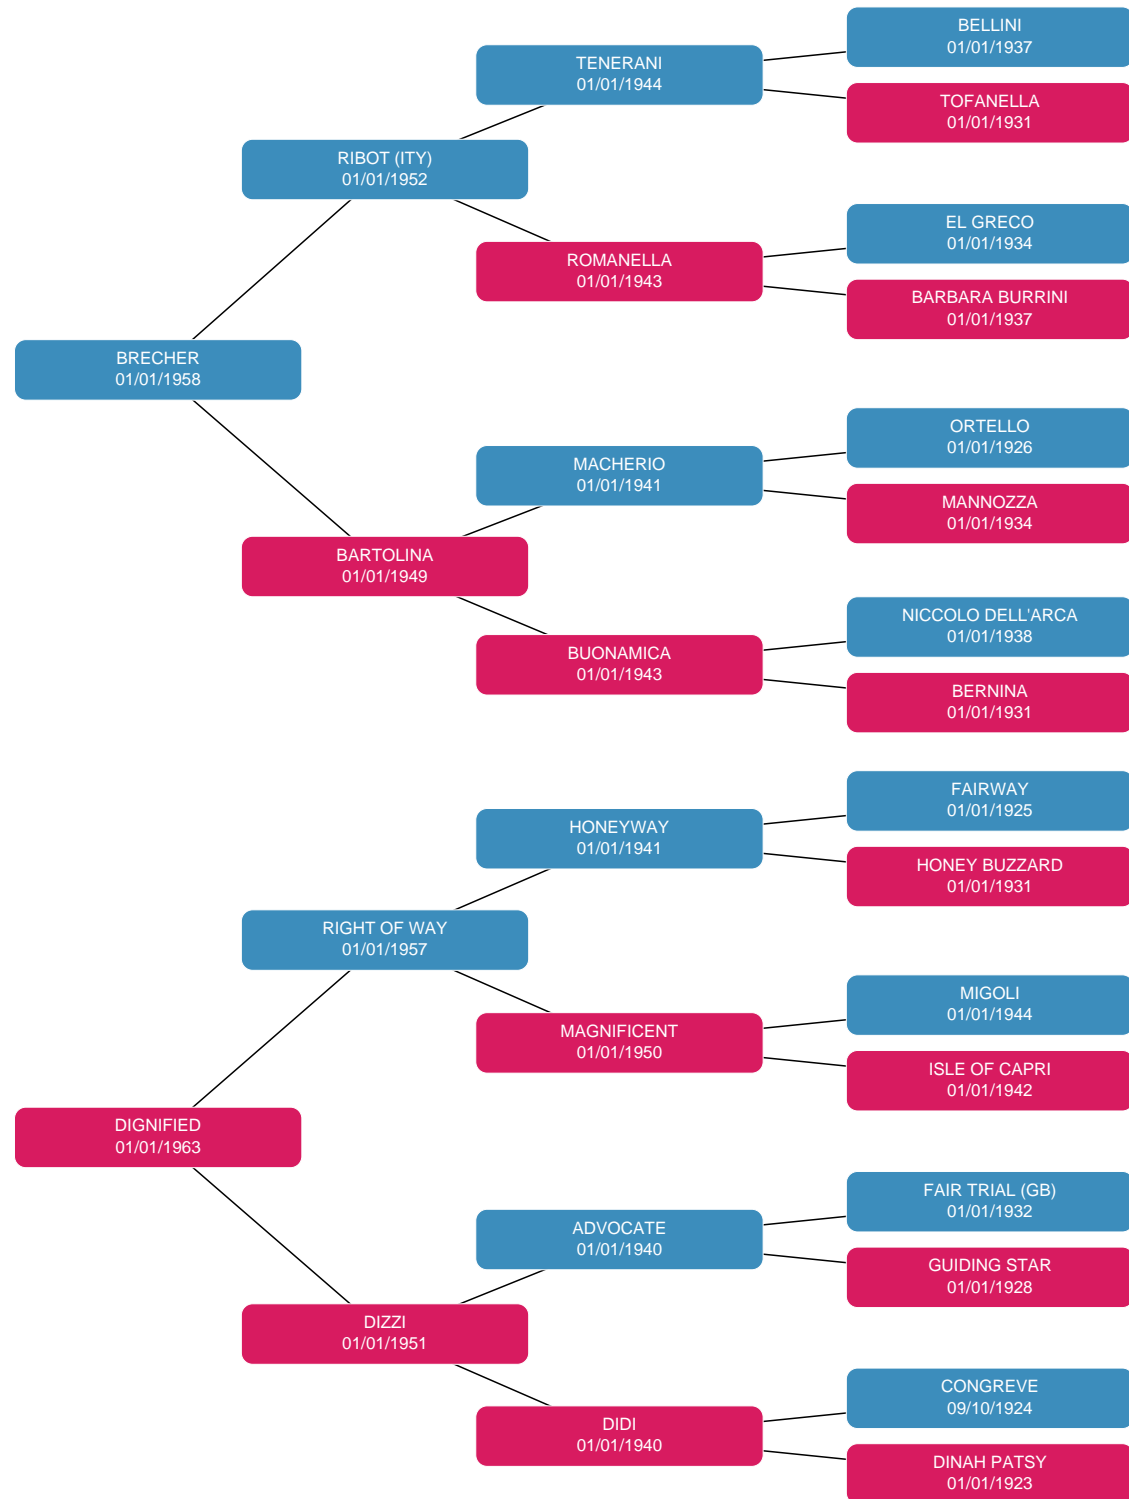 BELLINI
01/01/1937
TENERANI
01/01/1944
TOFANELLA
01/01/1931
RIBOT (ITY)
01/01/1952
EL GRECO
01/01/1934
ROMANELLA
01/01/1943
BARBARA BURRINI
01/01/1937
BRECHER
01/01/1958
ORTELLO
01/01/1926
MACHERIO
01/01/1941
MANNOZZA
01/01/1934
BARTOLINA
01/01/1949
NICCOLO DELL'ARCA
01/01/1938
BUONAMICA
01/01/1943
BERNINA
01/01/1931
FAIRWAY
01/01/1925
HONEYWAY
01/01/1941
HONEY BUZZARD
01/01/1931
RIGHT OF WAY
01/01/1957
MIGOLI
01/01/1944
MAGNIFICENT
01/01/1950
ISLE OF CAPRI
01/01/1942
DIGNIFIED
01/01/1963
FAIR TRIAL (GB)
01/01/1932
ADVOCATE
01/01/1940
GUIDING STAR
01/01/1928
DIZZI
01/01/1951
CONGREVE
09/10/1924
DIDI
01/01/1940
DINAH PATSY
01/01/1923